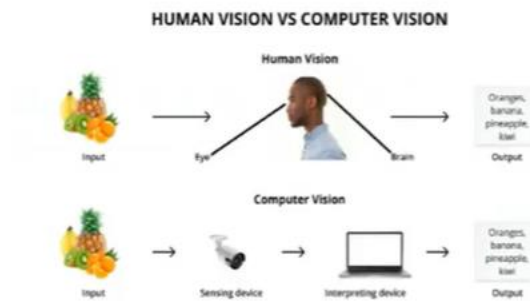 HUMAN VISION VS COMPUTER VISION
Human Vision
Oranges,
banana,
pineapple,
kiwi
Input
Eye
Brain
Output
Computer Vision
Oranges,
banana,
pineapple,
kiwi
Input
Sensing device
Interpreting device
Output